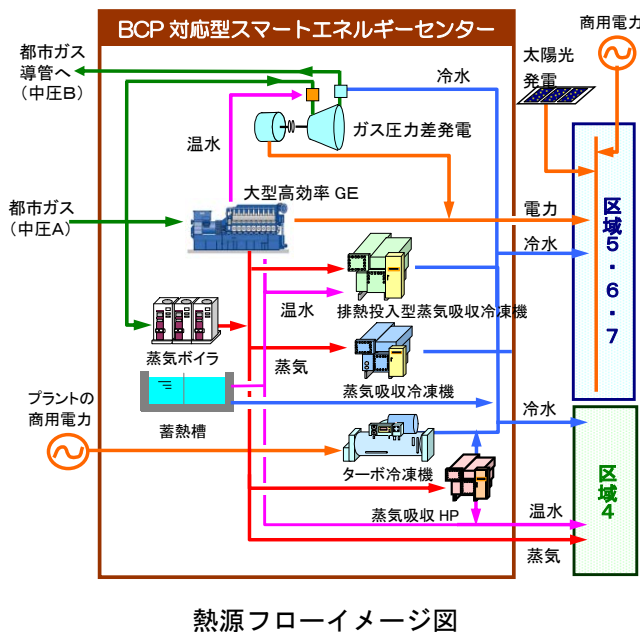 BCP 対応型スマートエネルギーセンター
商用電力
都市ガス
導管へ
（中圧B）
冷水
太陽光
発電
ガス圧力差発電
温水
大型高効率 GE
都市ガス
（中圧A）
電力
冷水
区域5・6・7
温水
排熱投入型蒸気吸収冷凍機
蒸気ボイラ
蒸気
蒸気吸収冷凍機
プラントの
商用電力
蓄熱槽
冷水
ターボ冷凍機
区域4
蒸気吸収 HP
温水
蒸気
熱源フローイメージ図